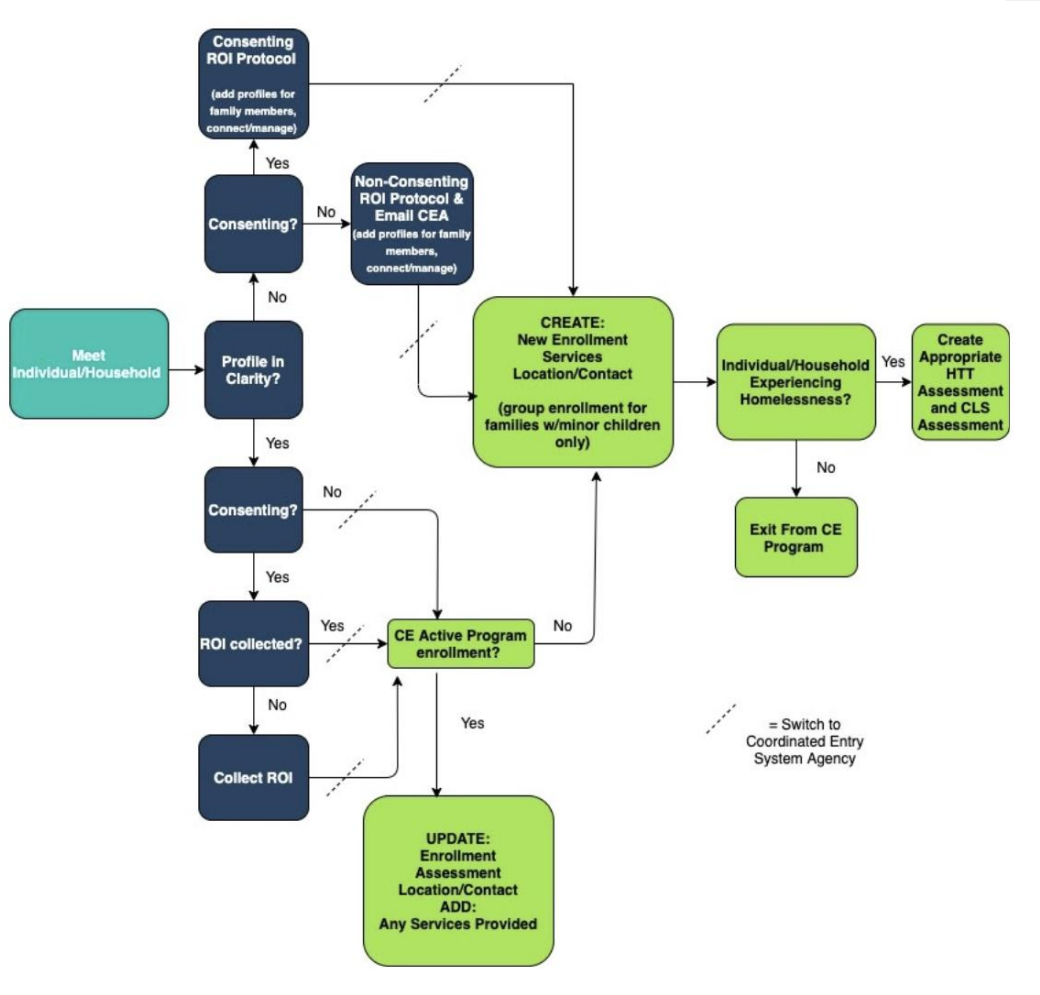 Consenting
ROI Protocol
(add profiles for
family members,
connect/manage)
Yes
Consenting?
No
Non-Consenting
ROI Protocol &
Email CEA
(add profiles for family
members,
connect/manage)
No
Meet
Individual/Household
Profile in
Clarity?
CREATE:
New Enrollment
Services
Location/Contact
(group enrollment for
families w/minor children
only)
Individual/Household
Experiencing
Homelessness?
Yes
Create
Appropriate
HTT
Assessment
and CLS
Assessment
No
Exit From CE
Program
Yes
Consenting?
No
Yes
ROI collected?
Yes
CE Active Program
enrollment?
No
No
Collect ROI
Yes
= Switch to
Coordinated Entry
System Agency
UPDATE:
Enrollment
Assessment
Location/Contact
ADD:
Any Services Provided